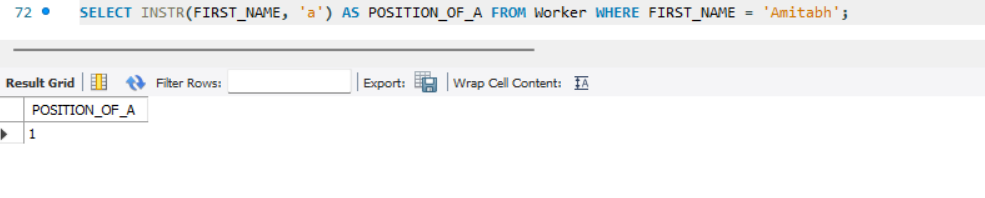 72 SELECT INSTR(FIRST_NAME, 'a') AS POSITION_OF_A FROM Worker WHERE FIRST_NAME = 'Amitabh';
Result Grid Filter Rows: Export: Wrap Cell Content: IA
POSITION_OF_A
1